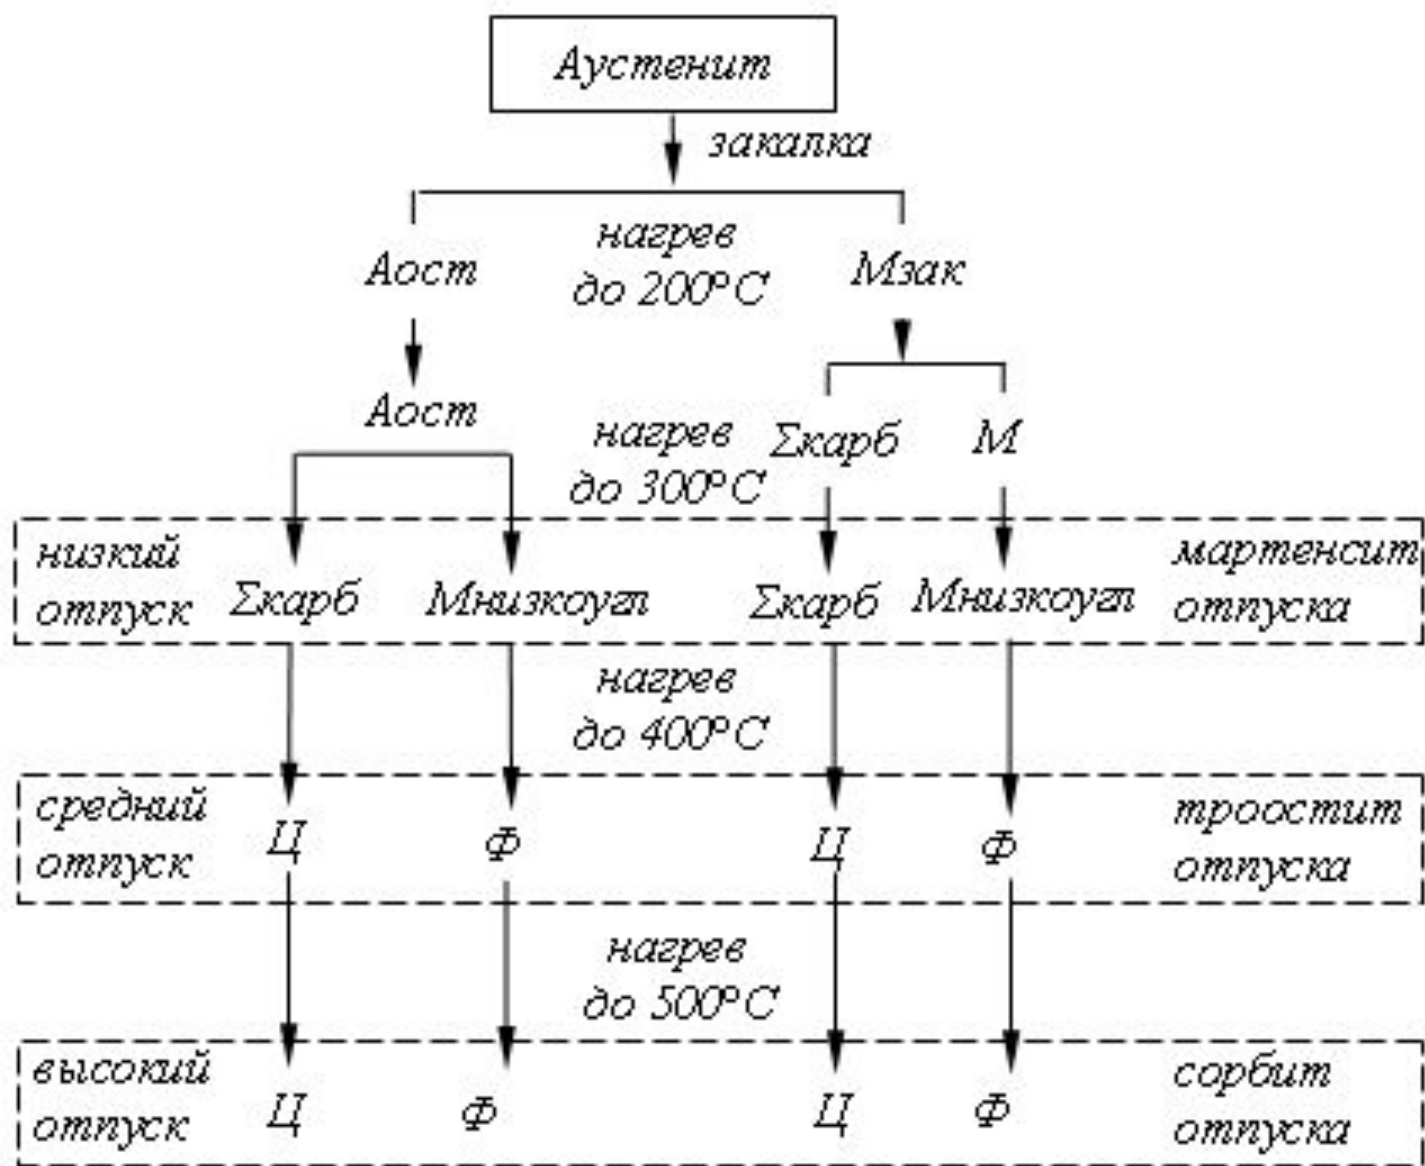 Аустенит
закалка
нагрев
до 200°С
Аост
Мзак
Аост
нагрев
до 300°С
Σкарб
М
низкий
отпуск
Σкарб
Мнизкоугл
Σкарб
Мнизкоугл
мартенсит
отпуска
нагрев
до 400°С
средний
отпуск
Ц
Ф
Ц
Ф
троостит
отпуска
нагрев
до 500°С
высокий
отпуск
Ц
Ф
Ц
Ф
сорбит
отпуска